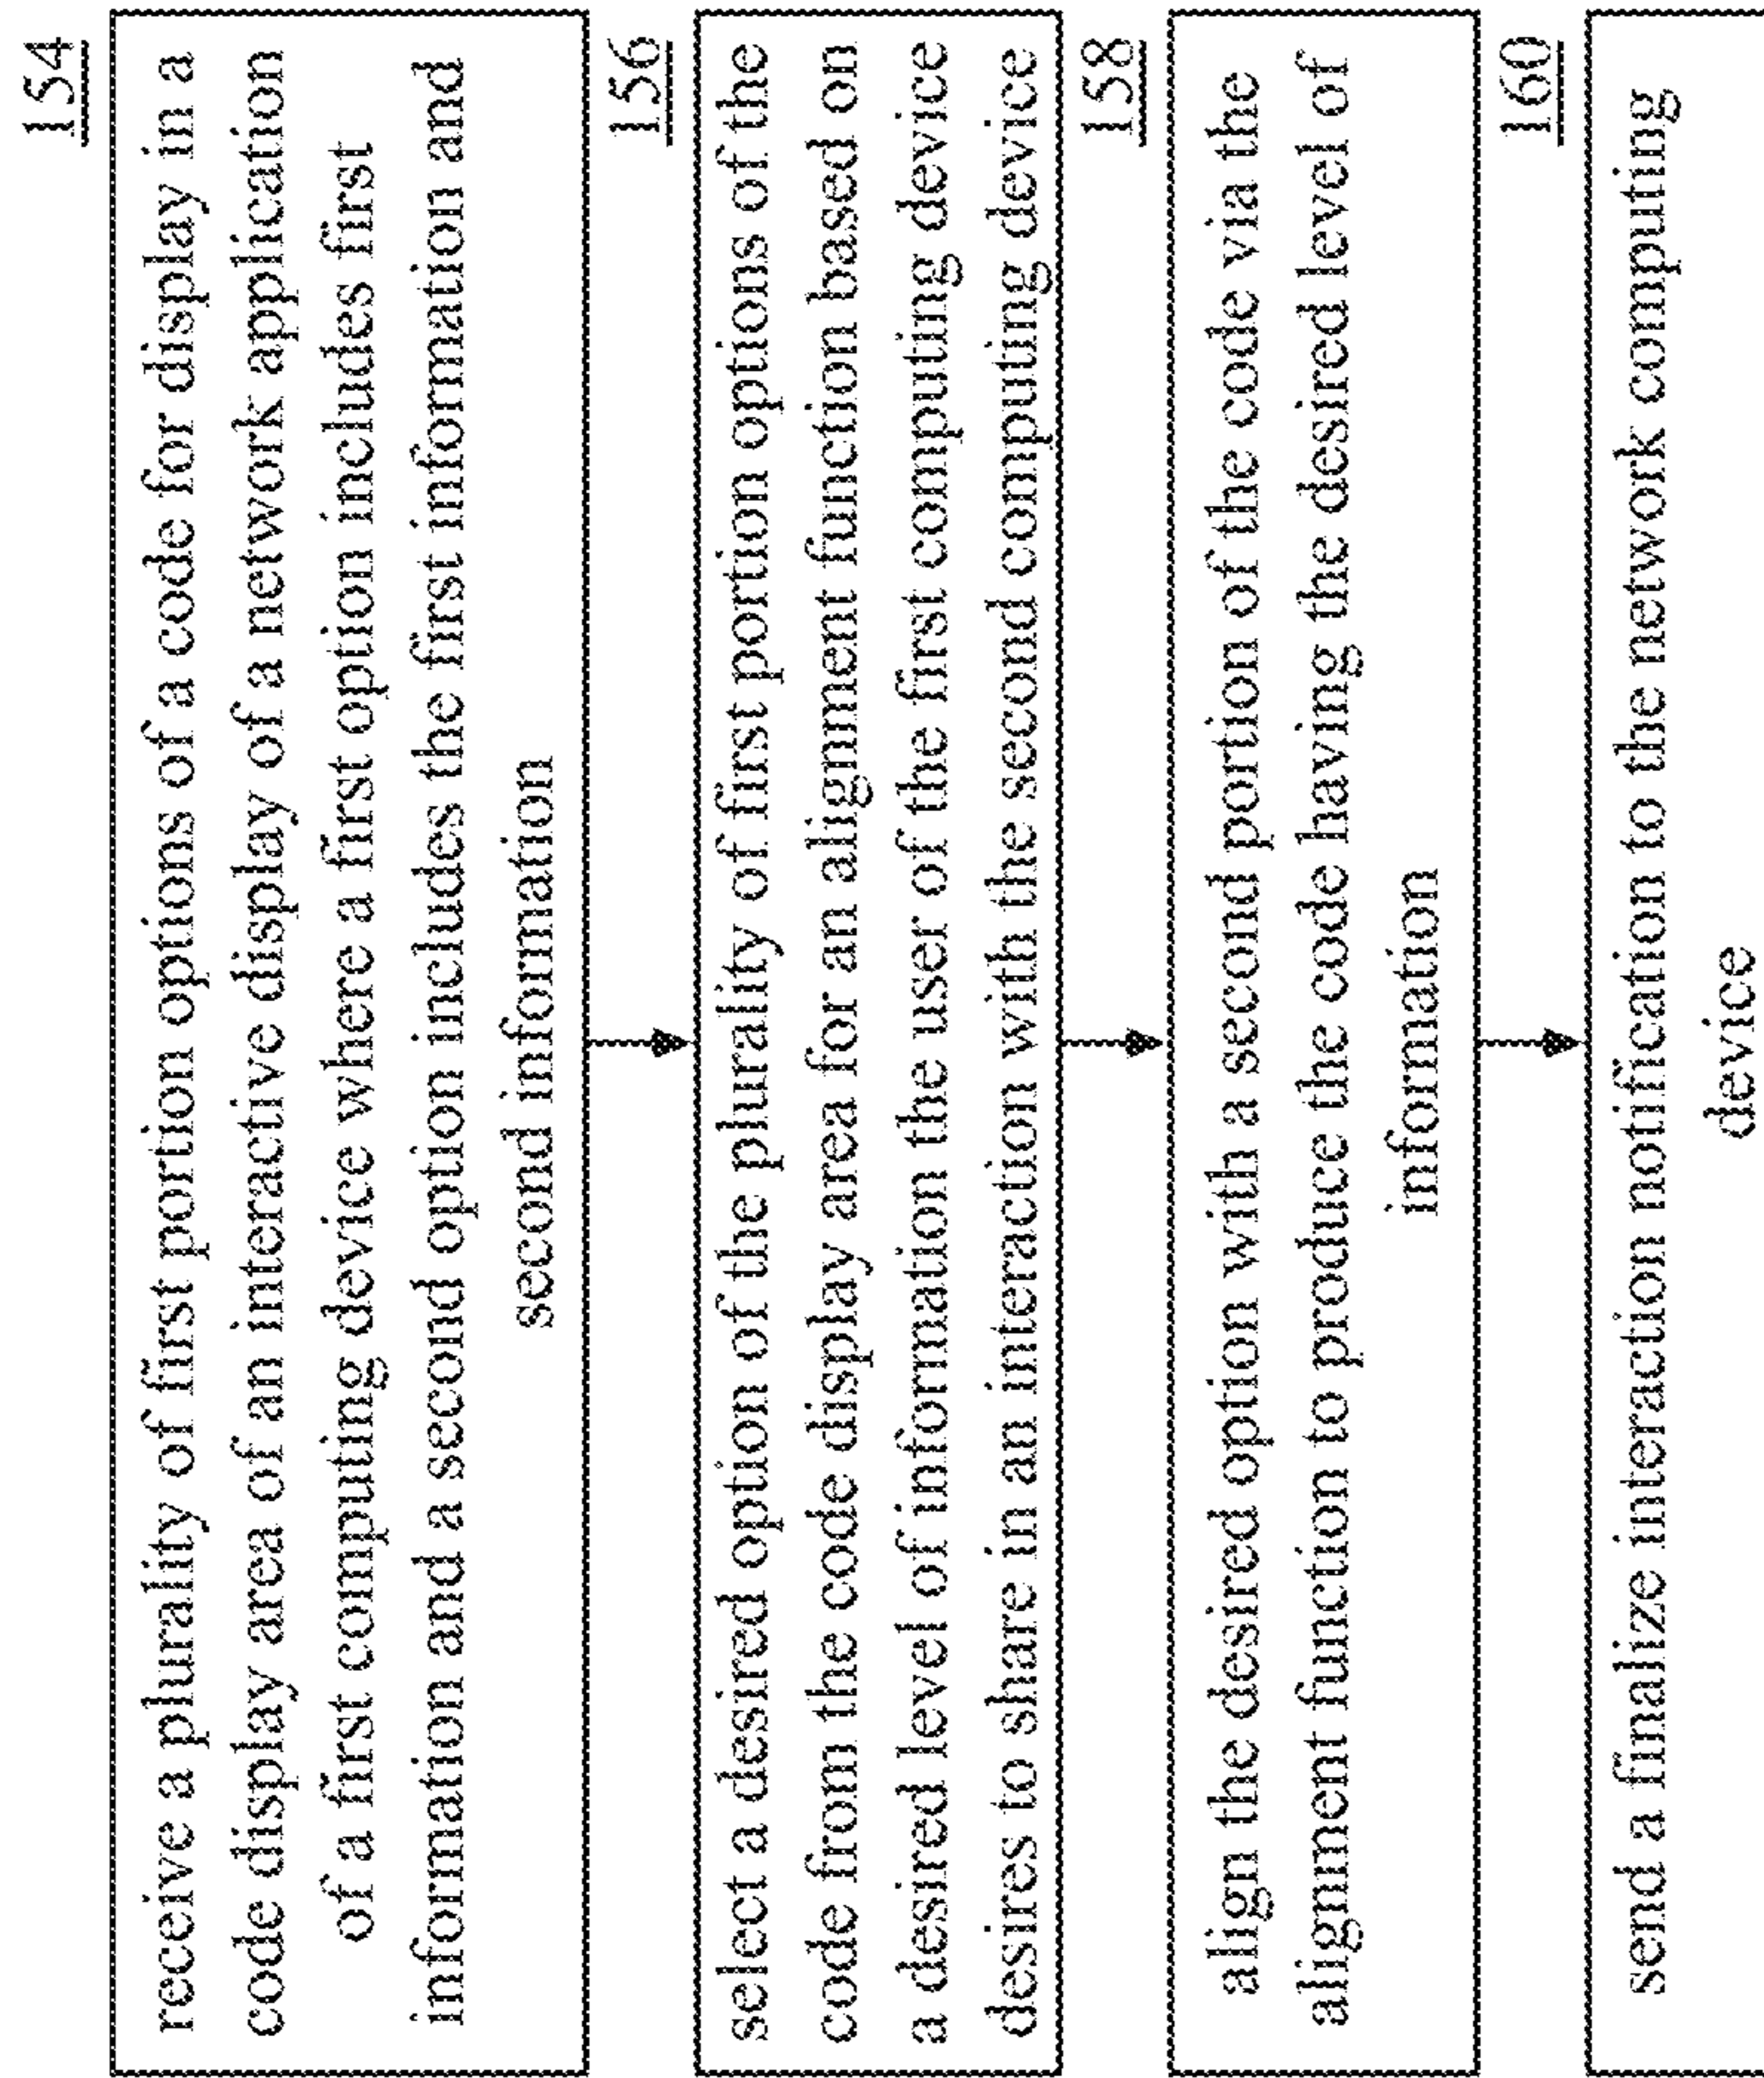 154
receive a plurality of first portion options of a code for display in a
code display area of an interactive display of a network application
of a first computing device where a first option includes first
information and a second option includes the first information and
second information
156
select a desired option of the plurality of first portion options of the
code from the code display area for an alignment function based on
a desired level of information the user of the first computing device
desires to share in an interaction with the second computing device
158
align the desired option with a second portion of the code via the
alignment function to produce the code having the desired level of
information
160
send a finalize interaction notification to the network computing
device